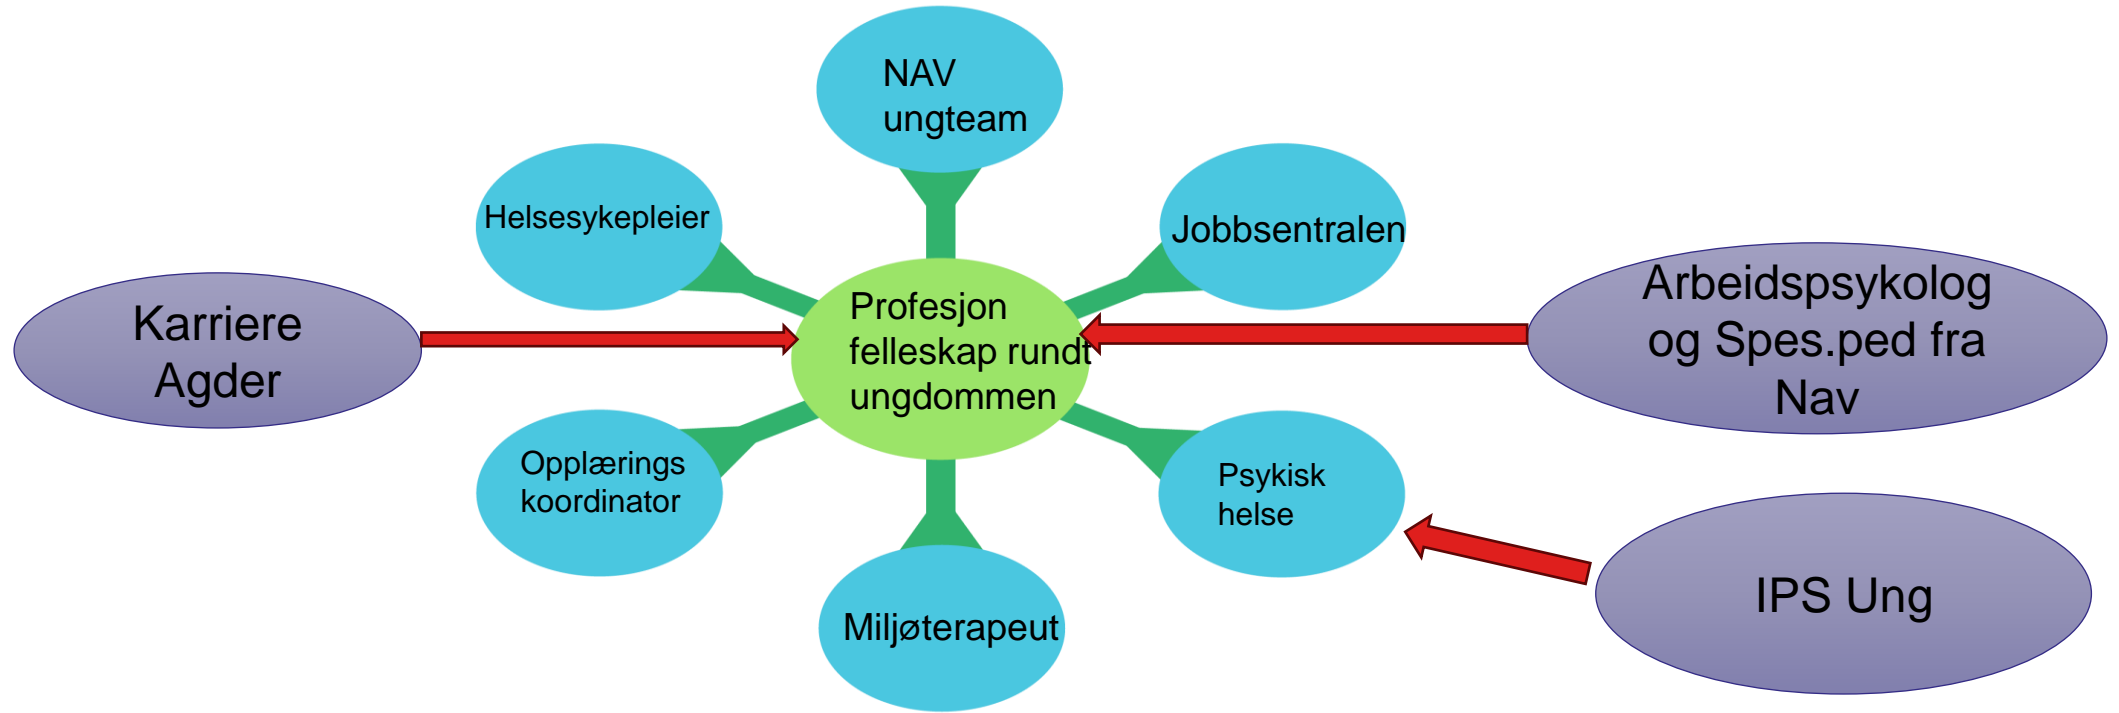 NAV
ungteam
Helsesykepleier
Jobbsentralen
Karriere
Agder
Profesjon
felleskap rundt
ungdommen
Arbeidspsykolog
og Spes.ped fra
Nav
Opplærings
koordinator
Psykisk
helse
Miljøterapeut
IPS Ung